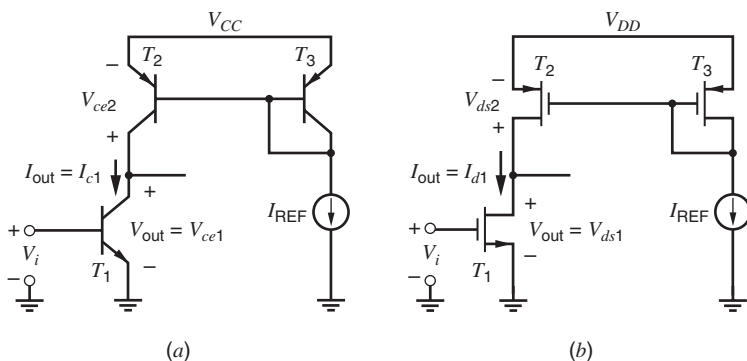 V_CC
T_2
T_3
−
V_ce2
+
I_out = I_c1
+
V_out = V_ce1
I_REF
+
V_i
−
T_1
−
(a)
V_DD
T_2
T_3
−
V_ds2
+
I_out = I_d1
+
V_out = V_ds1
I_REF
+
V_i
−
T_1
−
(b)